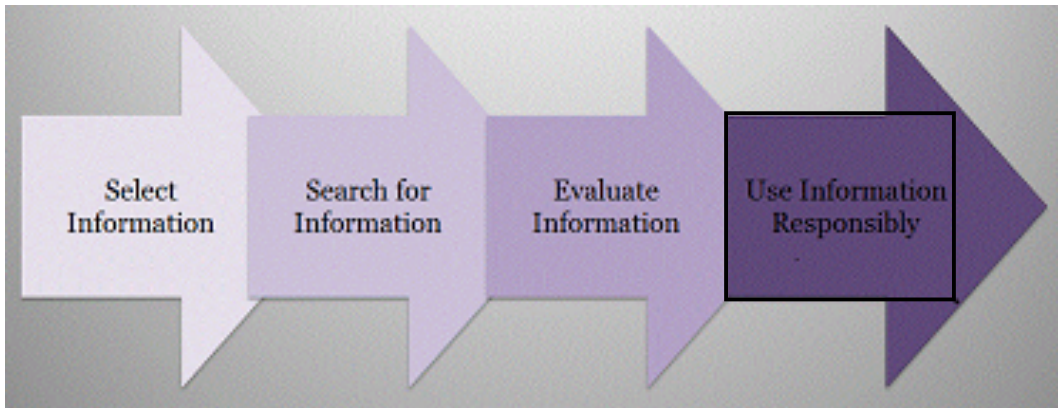 Select
Information
Search for
Information
Evaluate
Information
Use Information
Responsibly